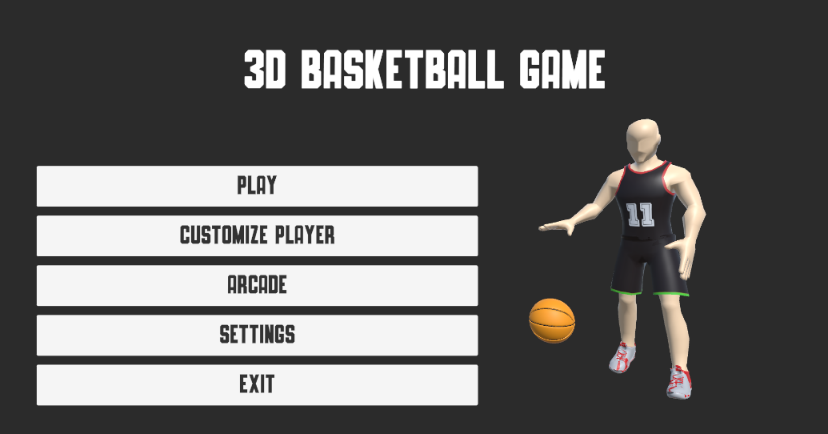 3D BASKETBALL GAME
PLAY
CUSTOMIZE PLAYER
ARCADE
SETTINGS
EXIT
11